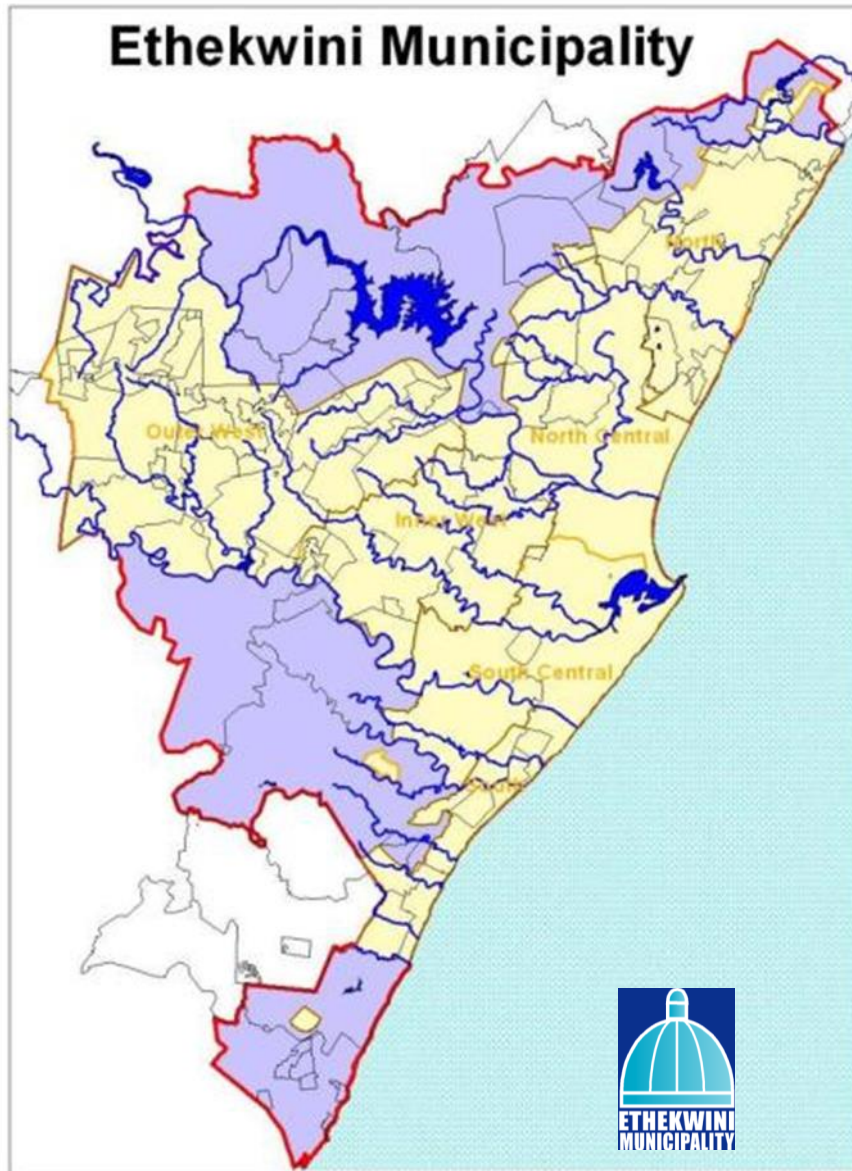 Ethekwini Municipality
North
Outer West
North Central
Inner West
South Central
South
ETHEKWINI
MUNICIPALITY